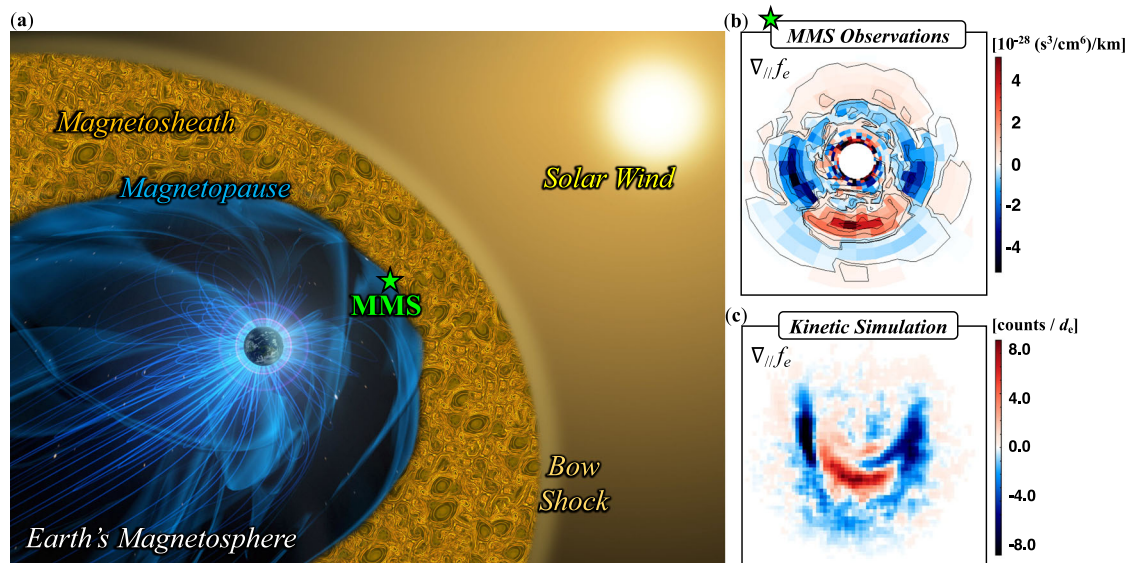 (a)
Magnetosheath
Magnetopause
Solar Wind
MMS
Bow
Shock
Earth's Magnetosphere
(b)
MMS Observations
[10⁻²⁸ (s³/cm⁶)/km]
∇//fe
4
2
0
-2
-4
(c)
Kinetic Simulation
[counts / de]
∇//fe
8.0
4.0
0.0
-4.0
-8.0